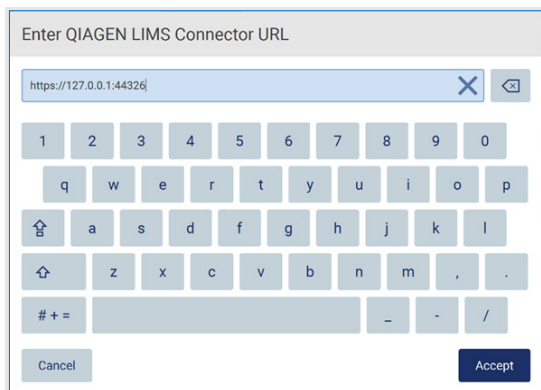 Enter QIAGEN LIMS Connector URL
https://127.0.0.1:44326
1 2 3 4 5 6 7 8 9 0
q w e r t y u i o p
a s d f g h j k l
z x c v b n m , .
# + = _ - /
Cancel Accept